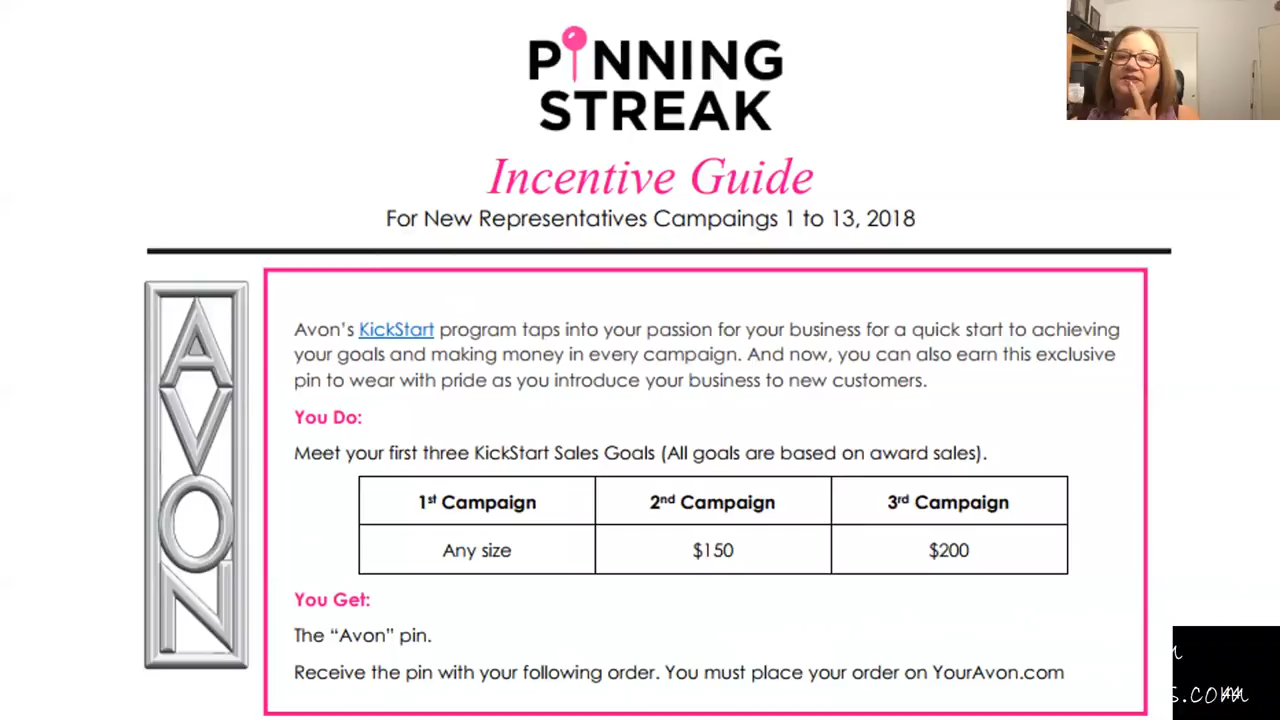 PINNING
STREAK
Incentive Guide
For New Representatives Campaings 1 to 13, 2018
AVON
Avon's KickStart program taps into your passion for your business for a quick start to achieving
your goals and making money in every campaign. And now, you can also earn this exclusive
pin to wear with pride as you introduce your business to new customers.
You Do:
Meet your first three KickStart Sales Goals (All goals are based on award sales).
1st Campaign 2nd Campaign 3rd Campaign
Any size $150 $200
You Get:
The “Avon” pin.
Receive the pin with your following order. You must place your order on YourAvon.com